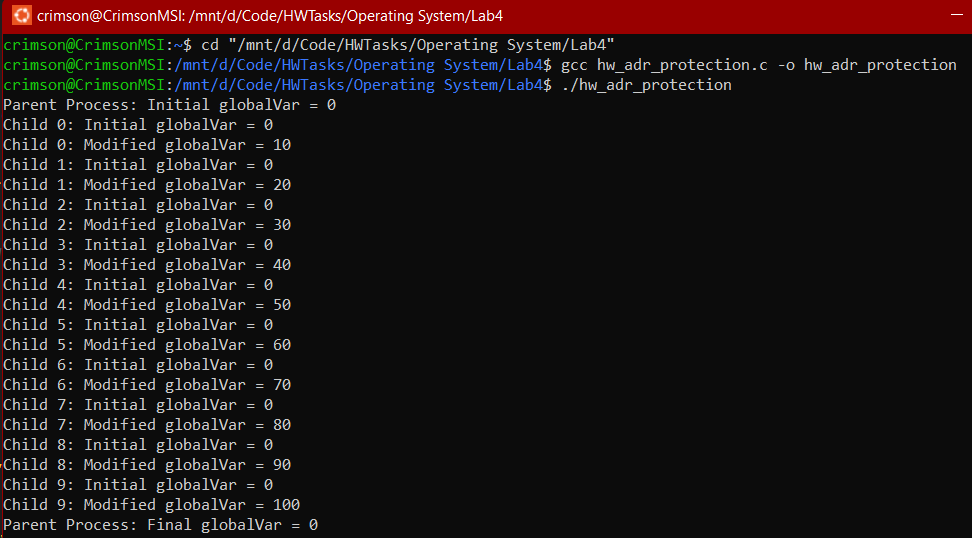 crimson@CrimsonMSI: /mnt/d/Code/HWTasks/Operating System/Lab4
crimson@CrimsonMSI:~$ cd "/mnt/d/Code/HWTasks/Operating System/Lab4"
crimson@CrimsonMSI:/mnt/d/Code/HWTasks/Operating System/Lab4$ gcc hw_adr_protection.c -o hw_adr_protection
crimson@CrimsonMSI:/mnt/d/Code/HWTasks/Operating System/Lab4$ ./hw_adr_protection
Parent Process: Initial globalVar = 0
Child 0: Initial globalVar = 0
Child 0: Modified globalVar = 10
Child 1: Initial globalVar = 0
Child 1: Modified globalVar = 20
Child 2: Initial globalVar = 0
Child 2: Modified globalVar = 30
Child 3: Initial globalVar = 0
Child 3: Modified globalVar = 40
Child 4: Initial globalVar = 0
Child 4: Modified globalVar = 50
Child 5: Initial globalVar = 0
Child 5: Modified globalVar = 60
Child 6: Initial globalVar = 0
Child 6: Modified globalVar = 70
Child 7: Initial globalVar = 0
Child 7: Modified globalVar = 80
Child 8: Initial globalVar = 0
Child 8: Modified globalVar = 90
Child 9: Initial globalVar = 0
Child 9: Modified globalVar = 100
Parent Process: Final globalVar = 0